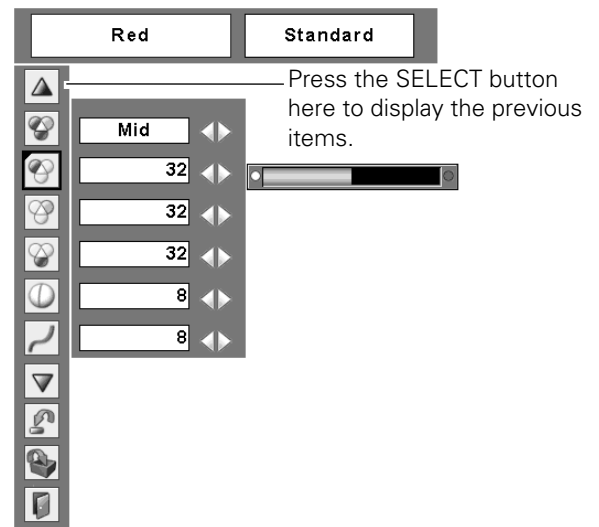 Red Standard
Press the SELECT button
here to display the previous
items.
Mid
32
32
32
8
8